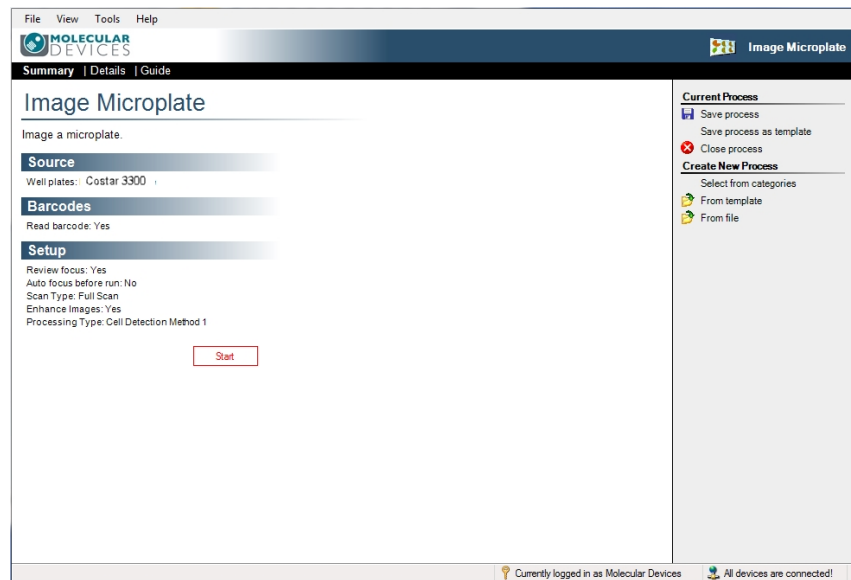 File View Tools Help
MOLECULAR
DEVICES
Image Microplate
Summary | Details | Guide
Image Microplate
Image a microplate.
Source
Well plates: Costar 3300
Barcodes
Read barcode: Yes
Setup
Review focus: Yes
Auto focus before run: No
Scan Type: Full Scan
Enhance Images: Yes
Processing Type: Cell Detection Method 1
Start
Current Process
Save process
Save process as template
Close process
Create New Process
Select from categories
From template
From file
Currently logged in as Molecular Devices
All devices are connected!